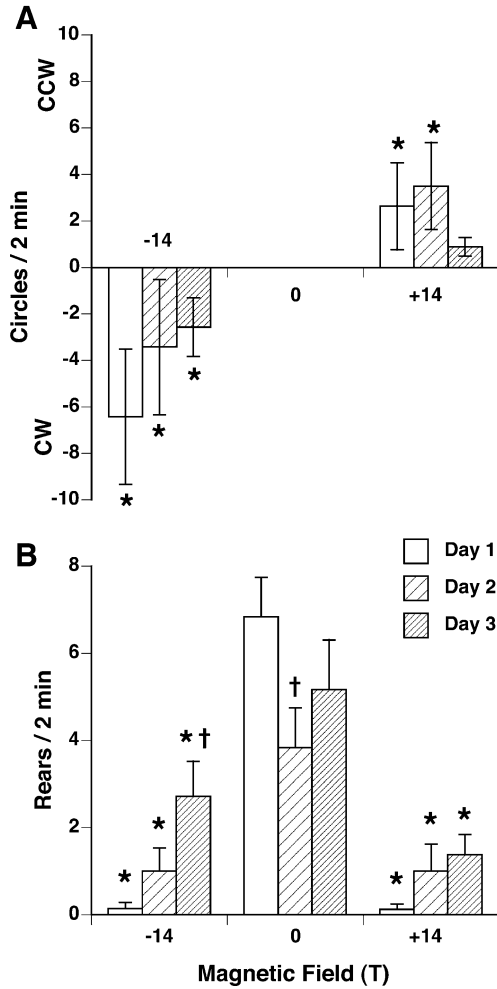 A
10
8
6
4
2
0
-2
-4
-6
-8
-10
CCW
Circles / 2 min
CW
-14
0
+14
* * * * *
B
8
6
4
2
0
Rears / 2 min
Day 1
Day 2
Day 3
* * * † † * * *
-14 0 +14
Magnetic Field (T)